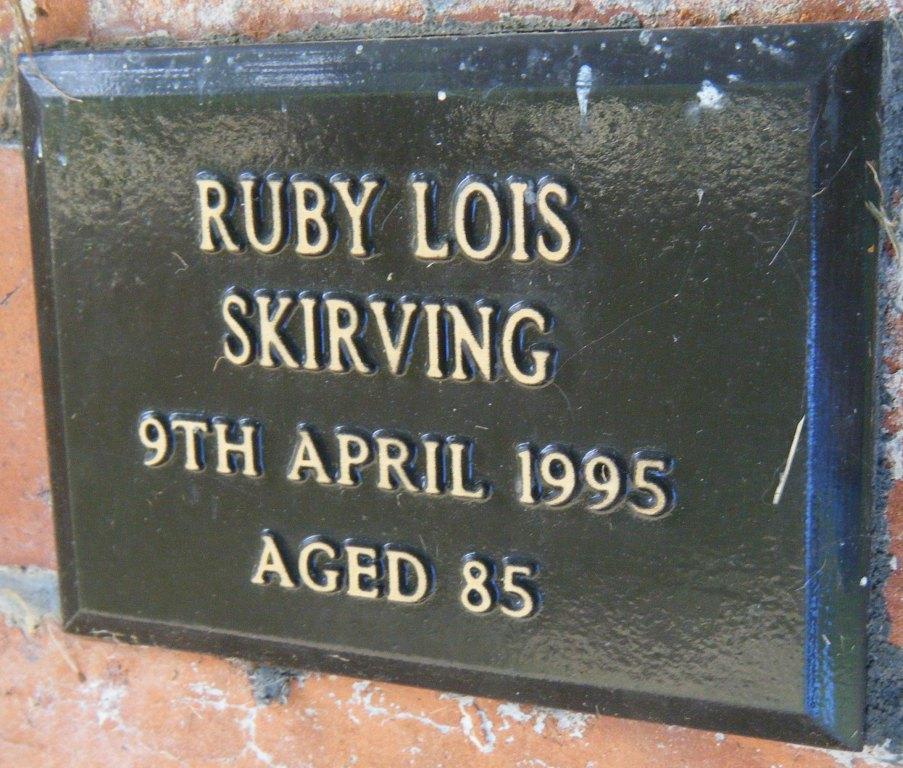 RUBY LOIS
SKIRVING
9TH APRIL 1995
AGED 85